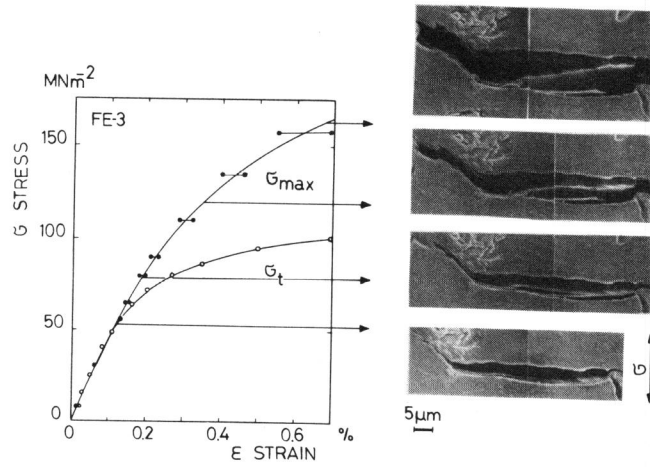 MNm⁻²
FE-3
150
100
50
0
σ STRESS
σmax
σt
0
0.2
0.4
0.6
%
ε STRAIN
5µm
σ